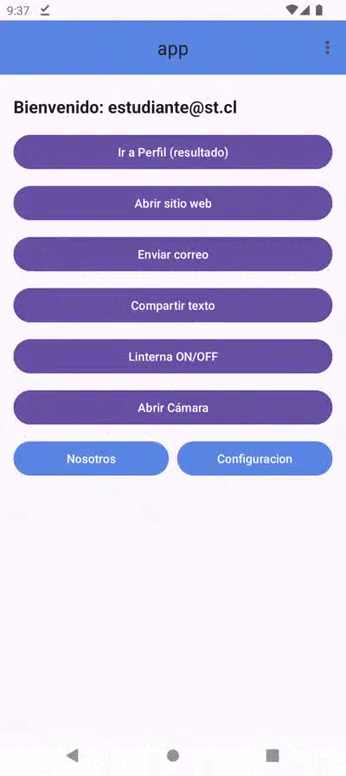 9:37
app
Bienvenido: estudiante@st.cl
Ir a Perfil (resultado)
Abrir sitio web
Enviar correo
Compartir texto
Linterna ON/OFF
Abrir Cámara
Nosotros
Configuracion